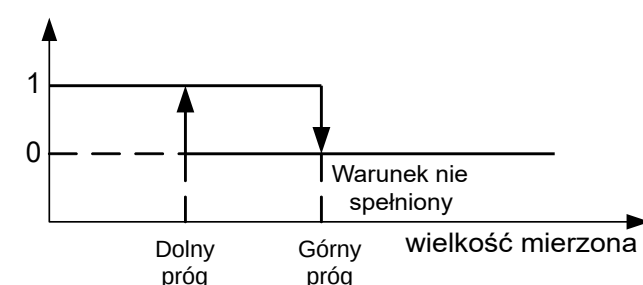 1
0
Warunek nie
spełniony
Dolny
próg
Górny
próg
wielkość mierzona